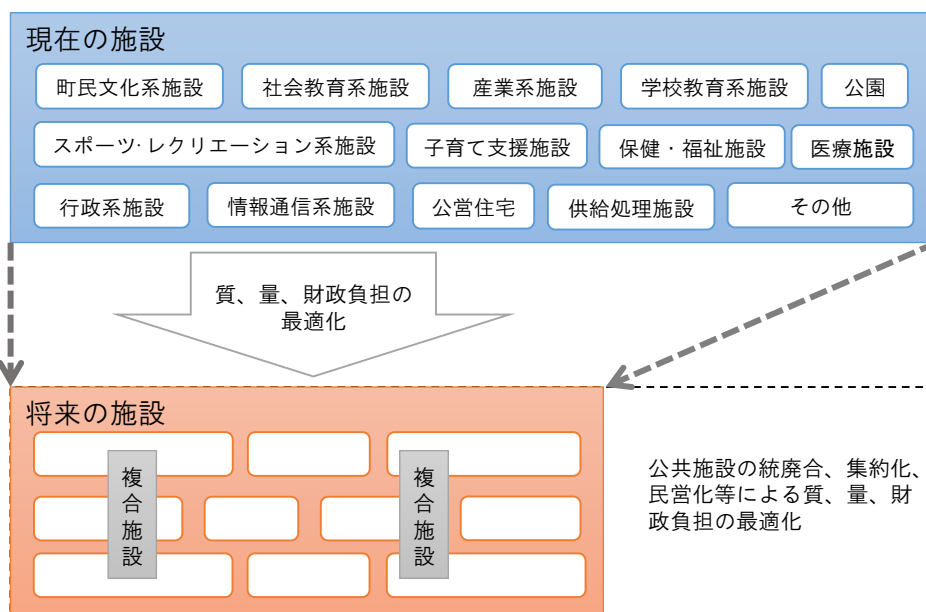 現在の施設
町民文化系施設
社会教育系施設
産業系施設
学校教育系施設
公園
スポーツ･レクリエーション系施設
子育て支援施設
保健・福祉施設
医療施設
行政系施設
情報通信系施設
公営住宅
供給処理施設
その他
質、量、財政負担の
最適化
将来の施設
複合施設
複合施設
公共施設の統廃合、集約化、
民営化等による質、量、財
政負担の最適化